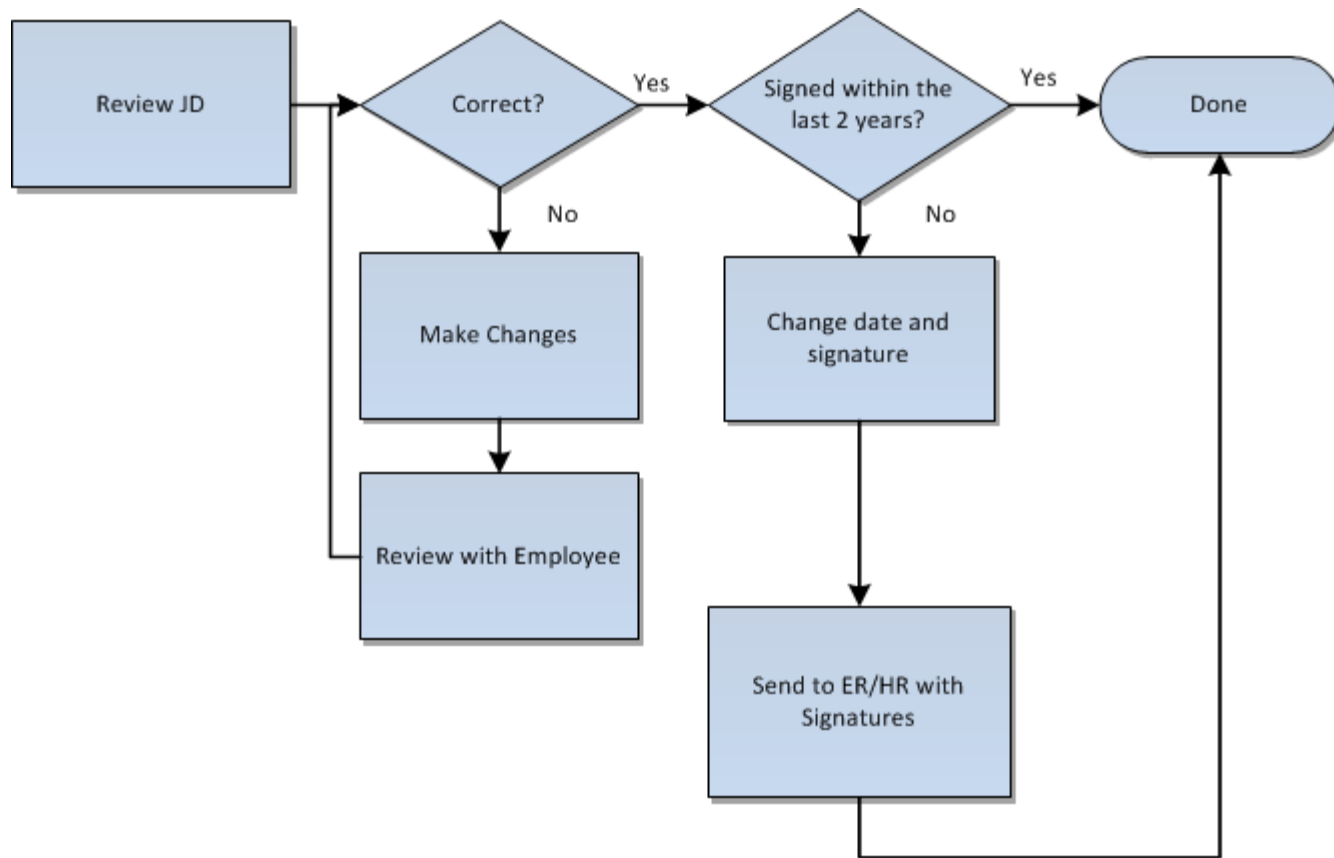 Review JD
Correct?
Yes
Signed within the
last 2 years?
Yes
Done
No
No
Make Changes
Change date and
signature
Review with Employee
Send to ER/HR with
Signatures